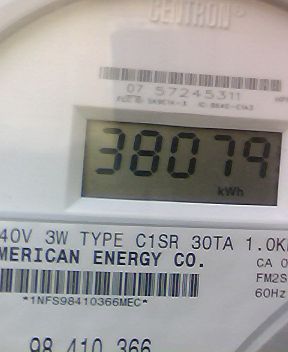 CENTRON®
07 57245311
38079
kWh
40V 3W TYPE C1SR 30TA 1.0K
MERICAN ENERGY CO.
CA 0
FM2S
60Hz
*1NFS98410366MEC*
98 410 366